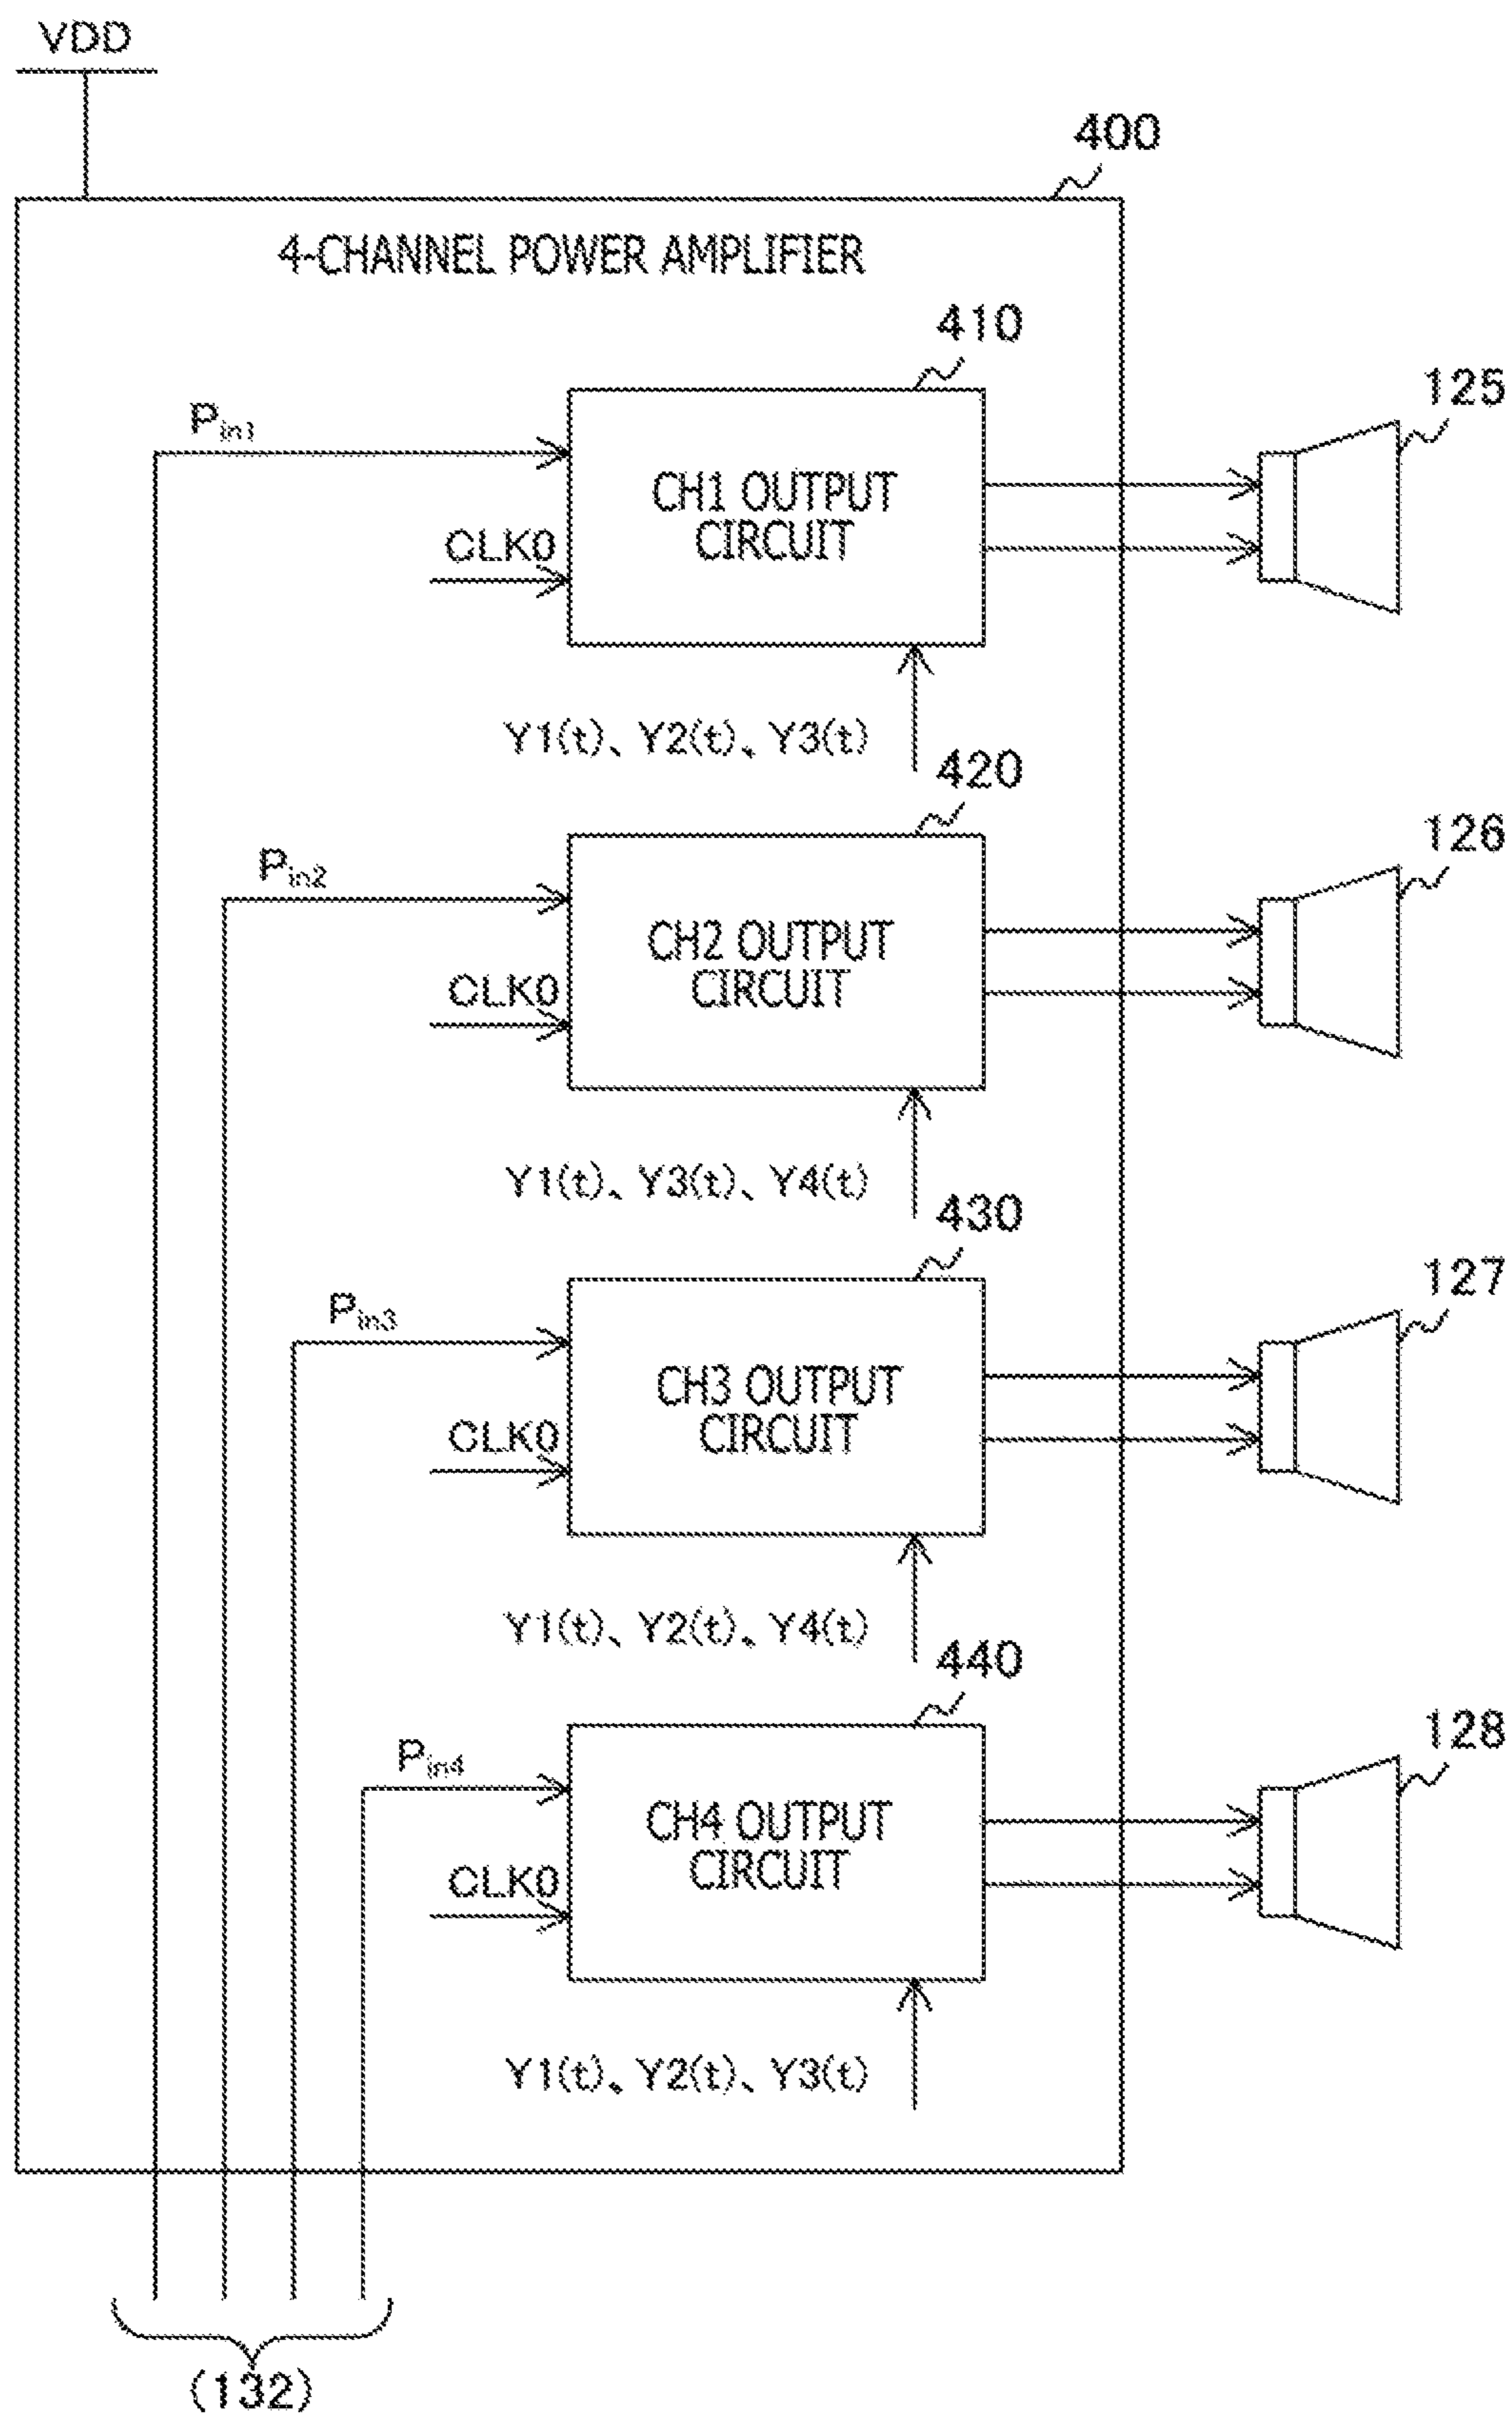 VDD
400
4-CHANNEL POWER AMPLIFIER
410
125
Pin1
CH1 OUTPUT
CIRCUIT
CLK0
Y1(t)、Y2(t)、Y3(t)
420
126
Pin2
CH2 OUTPUT
CIRCUIT
CLK0
Y1(t)、Y3(t)、Y4(t)
430
127
Pin3
CH3 OUTPUT
CIRCUIT
CLK0
Y1(t)、Y2(t)、Y4(t)
440
128
Pin4
CH4 OUTPUT
CIRCUIT
CLK0
Y1(t)、Y2(t)、Y3(t)
(132)